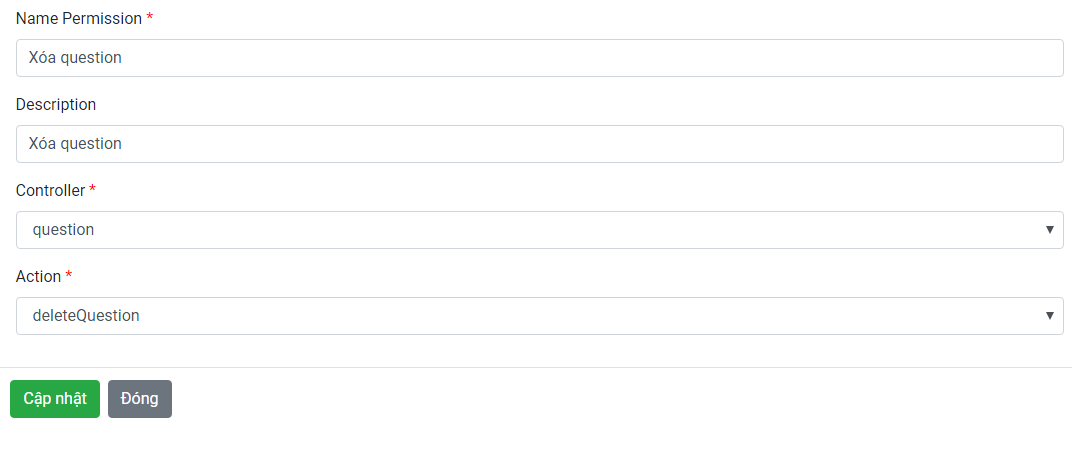 Name Permission *
Xóa question
Description
Xóa question
Controller *
question
Action *
deleteQuestion
Cập nhật Đóng